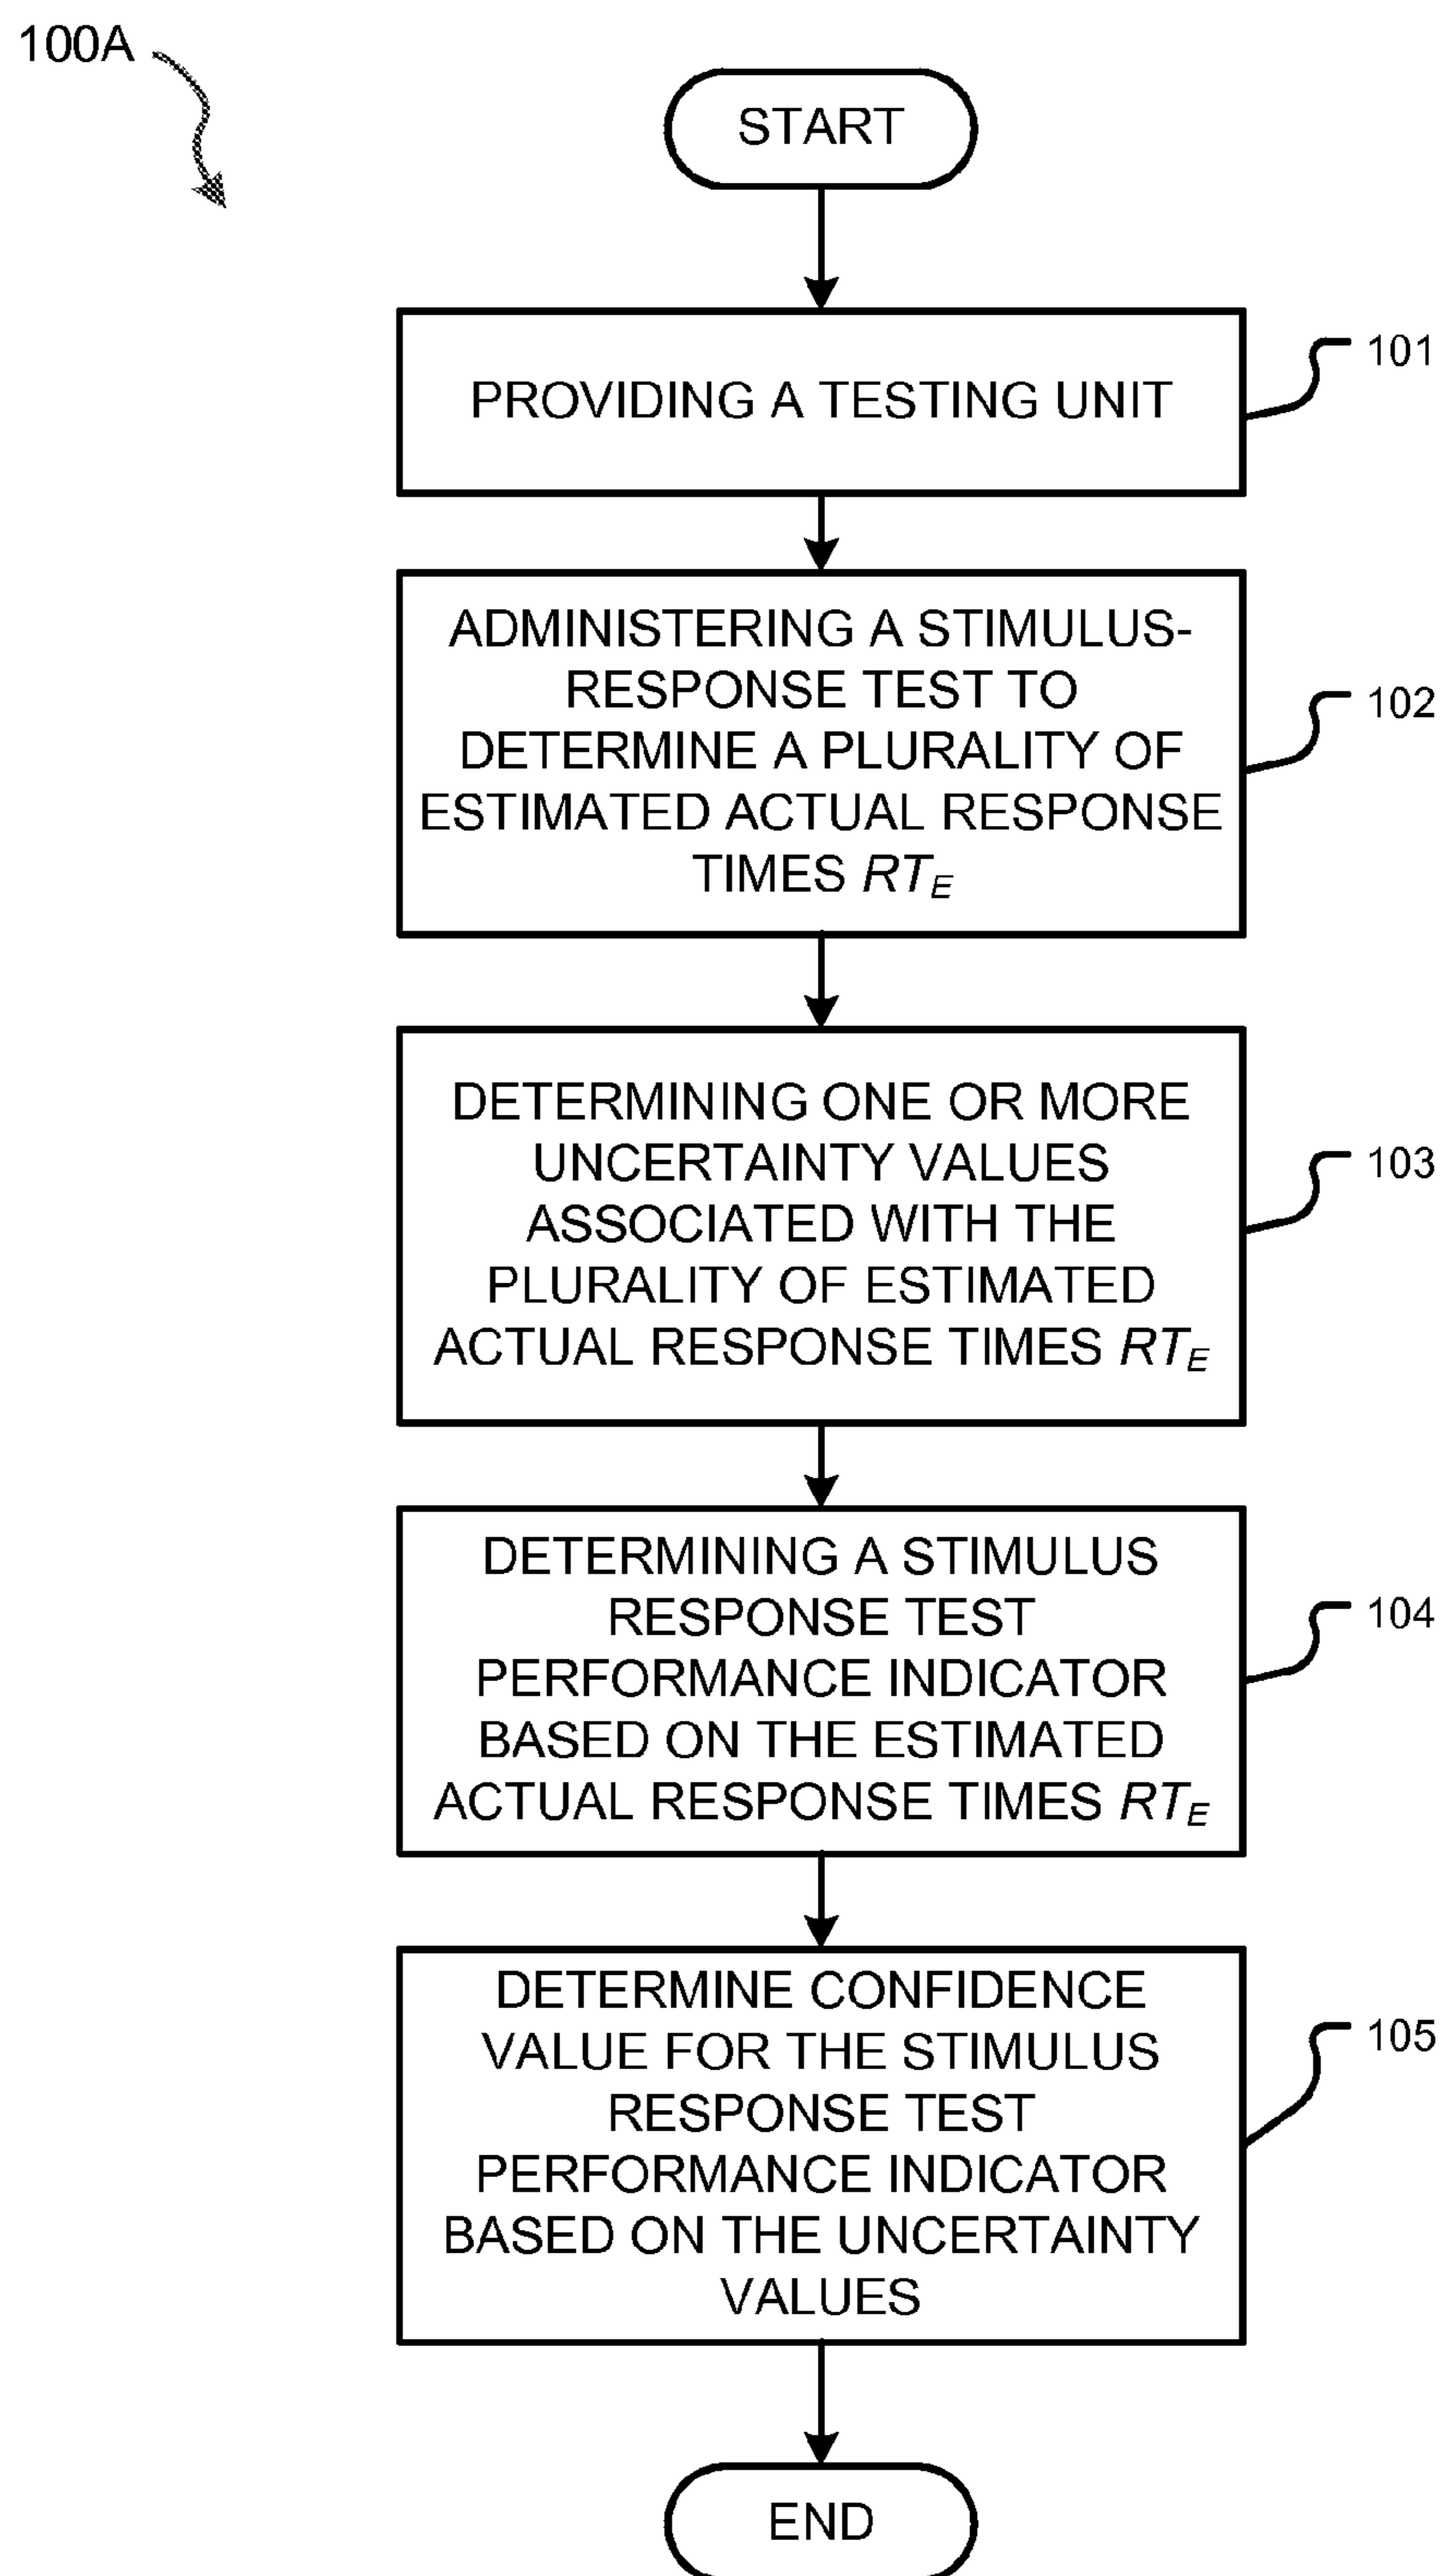 100A
START
PROVIDING A TESTING UNIT
101
ADMINISTERING A STIMULUS-
RESPONSE TEST TO
DETERMINE A PLURALITY OF
ESTIMATED ACTUAL RESPONSE
TIMES RT_E
102
DETERMINING ONE OR MORE
UNCERTAINTY VALUES
ASSOCIATED WITH THE
PLURALITY OF ESTIMATED
ACTUAL RESPONSE TIMES RT_E
103
DETERMINING A STIMULUS
RESPONSE TEST
PERFORMANCE INDICATOR
BASED ON THE ESTIMATED
ACTUAL RESPONSE TIMES RT_E
104
DETERMINE CONFIDENCE
VALUE FOR THE STIMULUS
RESPONSE TEST
PERFORMANCE INDICATOR
BASED ON THE UNCERTAINTY
VALUES
105
END